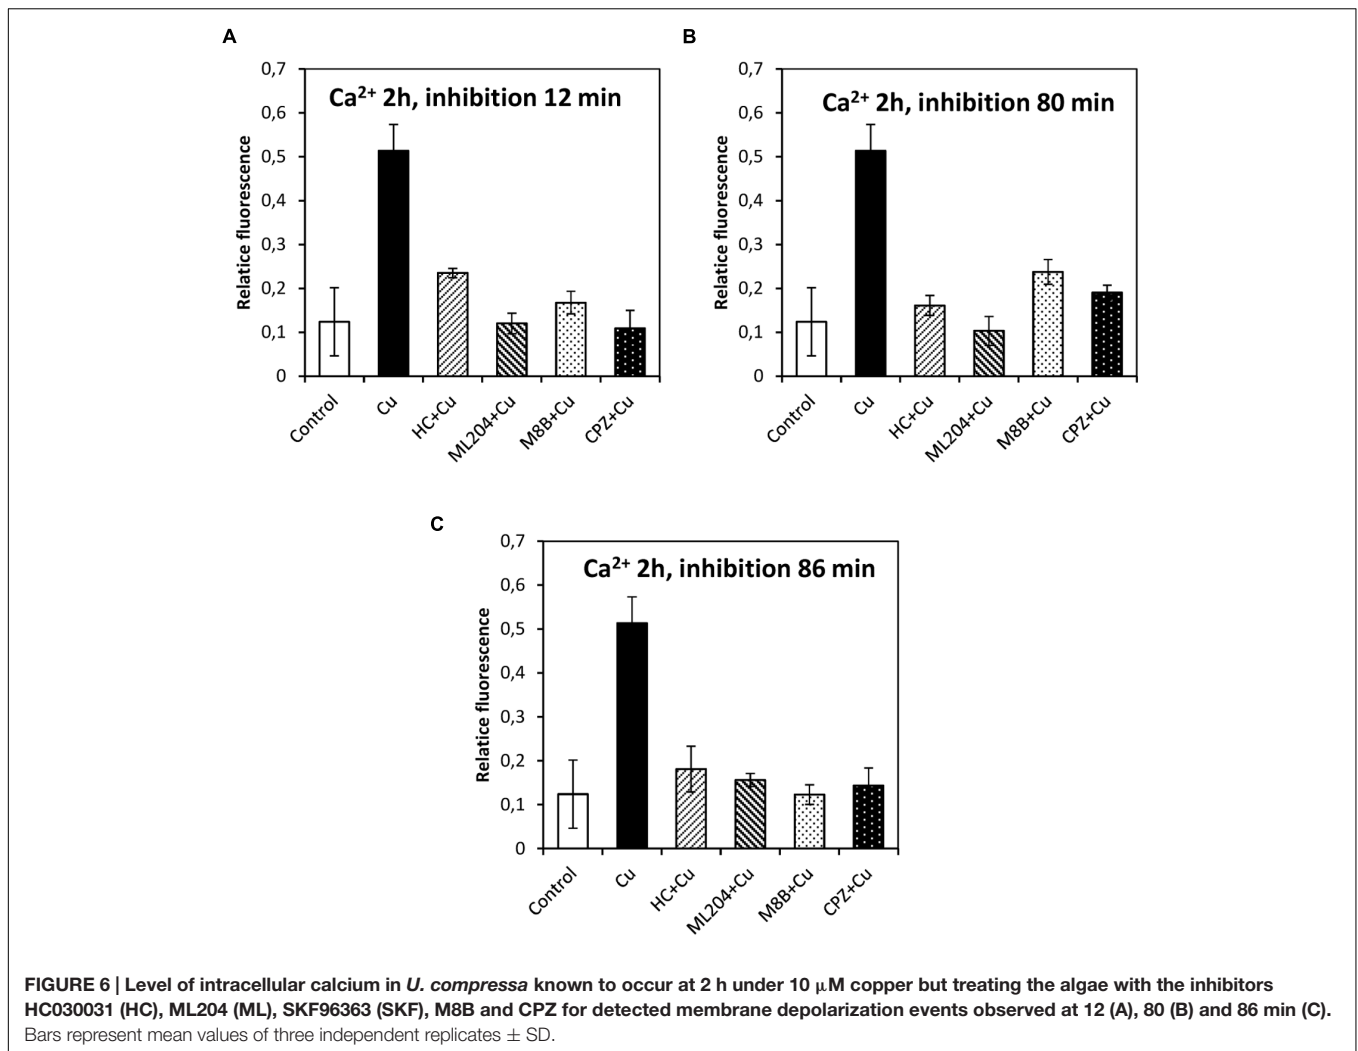 A
0,7
0,6
0,5
0,4
0,3
0,2
0,1
0
Relatice fluorescence
Ca²⁺ 2h, inhibition 12 min
Control
Cu
HC+Cu
ML204+Cu
M8B+Cu
CPZ+Cu
B
0,7
0,6
0,5
0,4
0,3
0,2
0,1
0
Relatice fluorescence
Ca²⁺ 2h, inhibition 80 min
Control
Cu
HC+Cu
ML204+Cu
M8B+Cu
CPZ+Cu
C
0,7
0,6
0,5
0,4
0,3
0,2
0,1
0
Relatice fluorescence
Ca²⁺ 2h, inhibition 86 min
Control
Cu
HC+Cu
ML204+Cu
M8B+Cu
CPZ+Cu
FIGURE 6 | Level of intracellular calcium in U. compressa known to occur at 2 h under 10 μM copper but treating the algae with the inhibitors
HC030031 (HC), ML204 (ML), SKF96363 (SKF), M8B and CPZ for detected membrane depolarization events observed at 12 (A), 80 (B) and 86 min (C).
Bars represent mean values of three independent replicates ± SD.